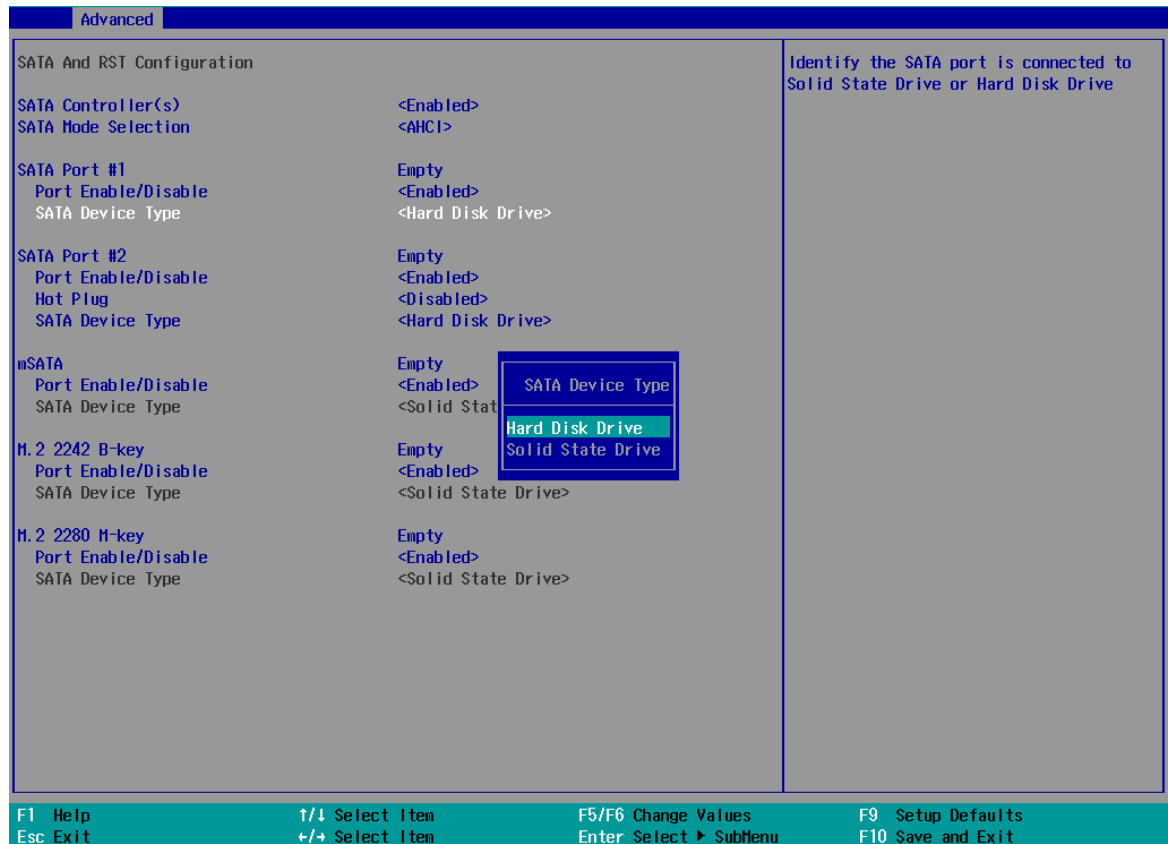 Advanced
SATA And RST Configuration
Identify the SATA port is connected to
Solid State Drive or Hard Disk Drive
SATA Controller(s) <Enabled>
SATA Mode Selection <AHCI>
SATA Port #1 Empty
Port Enable/Disable <Enabled>
SATA Device Type <Hard Disk Drive>
SATA Port #2 Empty
Port Enable/Disable <Enabled>
Hot Plug <Disabled>
SATA Device Type <Hard Disk Drive>
mSATA Empty
Port Enable/Disable <Enabled>
SATA Device Type <Solid Stat
SATA Device Type
Hard Disk Drive
Solid State Drive
M.2 2242 B-key Empty
Port Enable/Disable <Enabled>
SATA Device Type <Solid State Drive>
M.2 2280 M-key Empty
Port Enable/Disable <Enabled>
SATA Device Type <Solid State Drive>
F1 Help ↑/↓ Select Item F5/F6 Change Values F9 Setup Defaults
Esc Exit ←/→ Select Item Enter Select ▶ SubMenu F10 Save and Exit